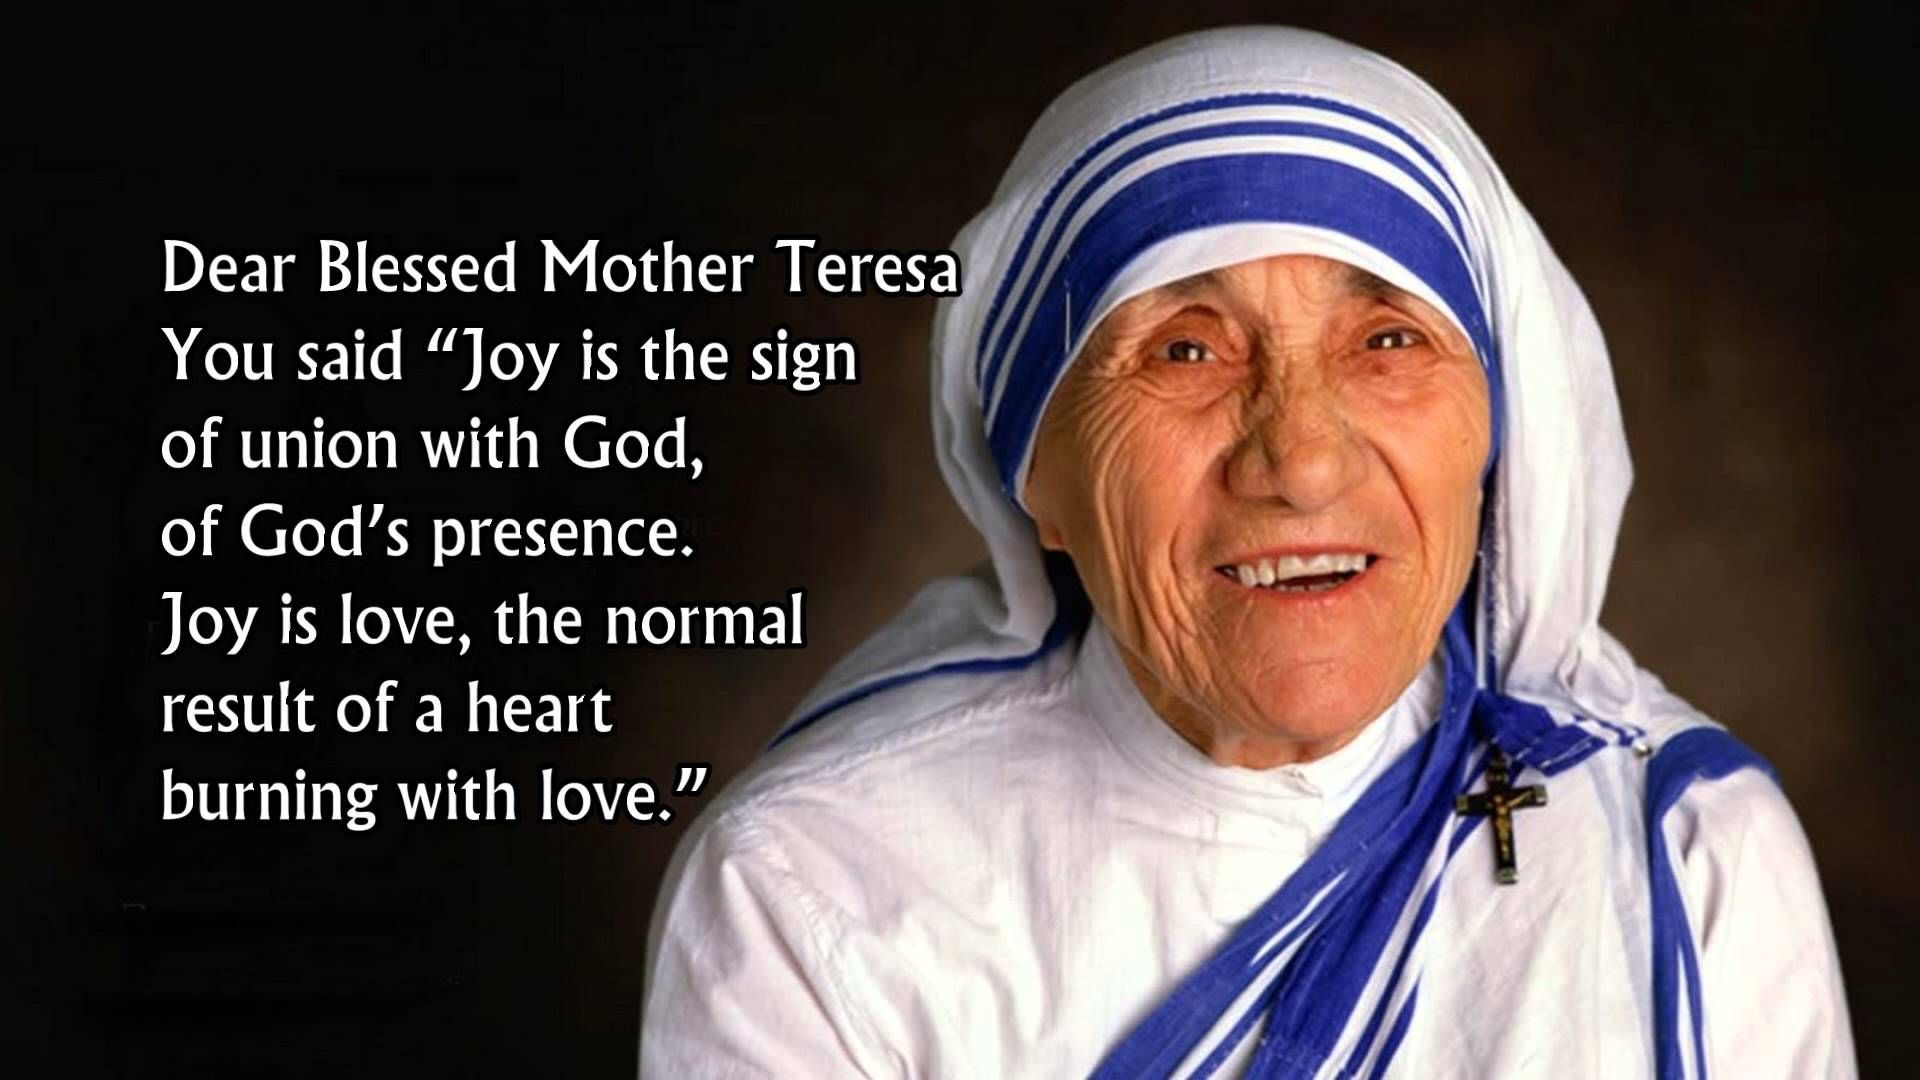 Dear Blessed Mother Teresa
You said “Joy is the sign
of union with God,
of God’s presence.
Joy is love, the normal
result of a heart
burning with love.”